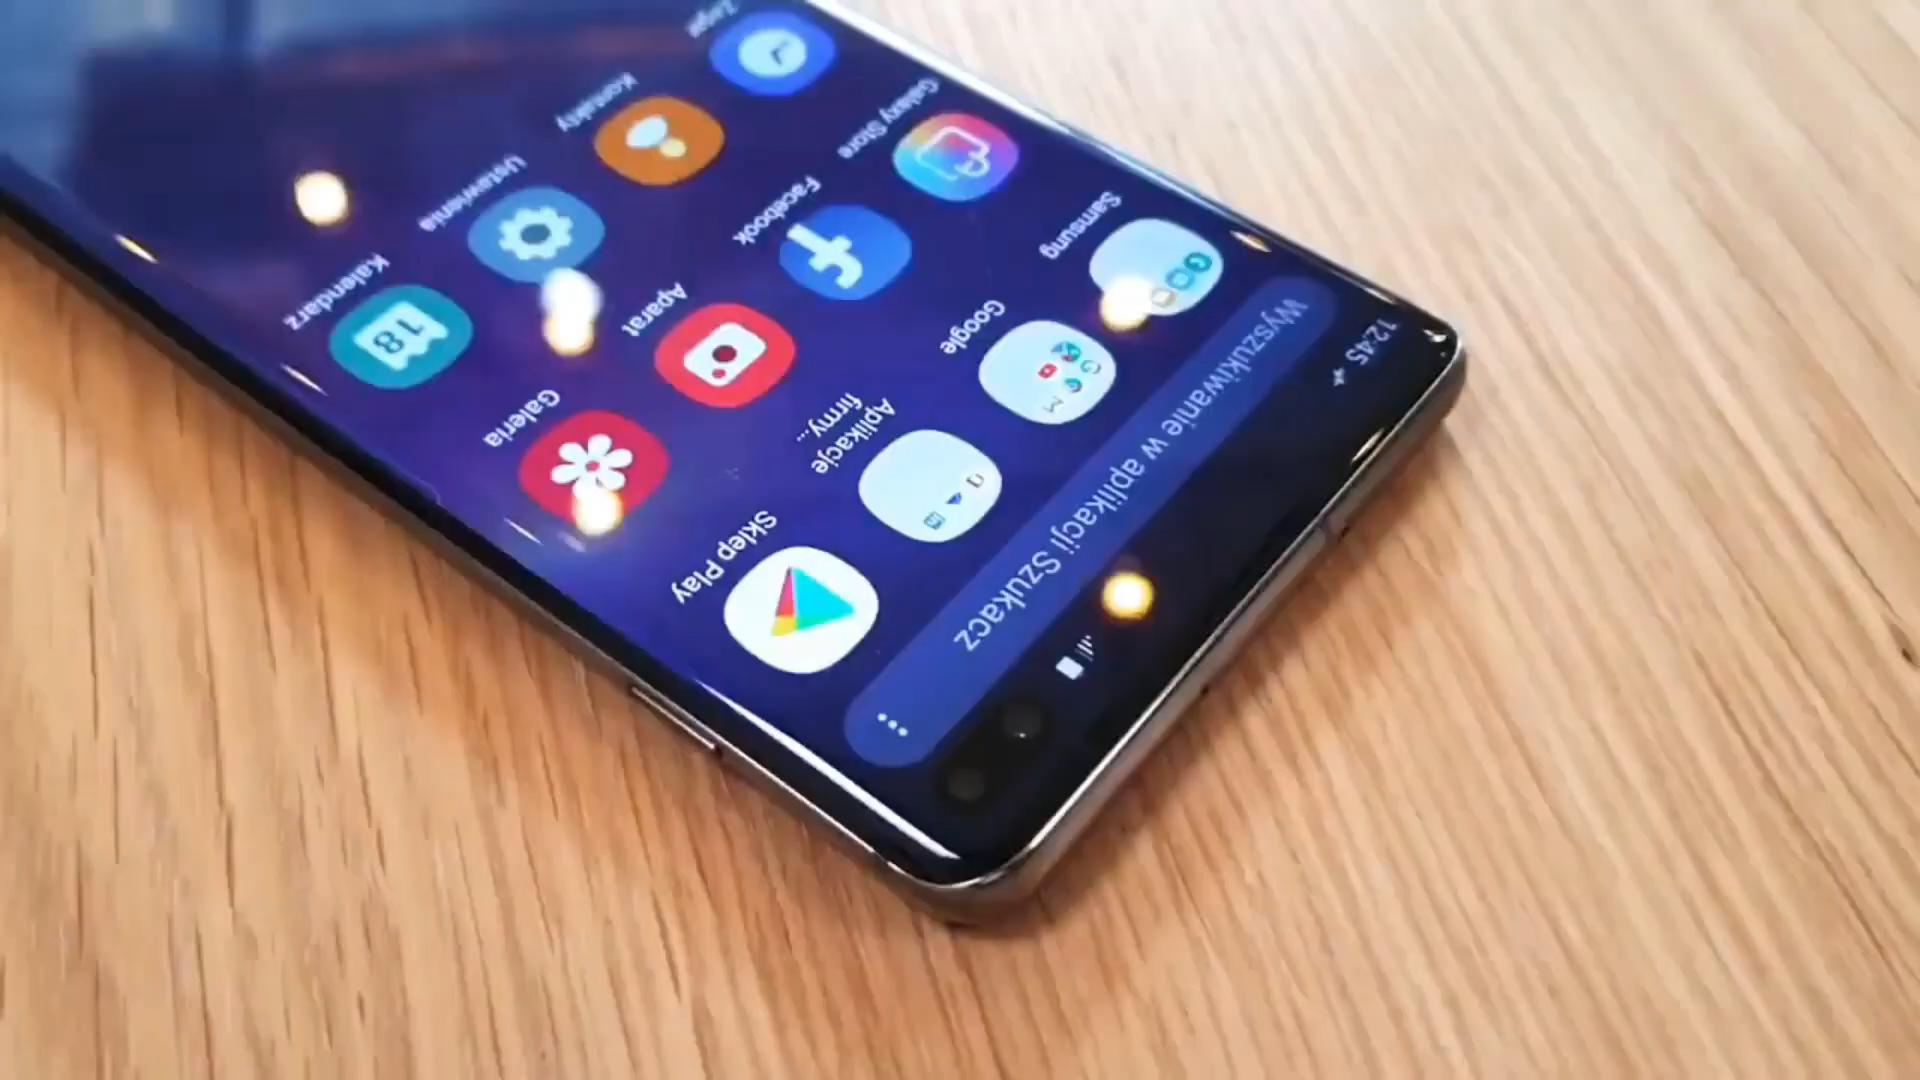 12:45
Wyszukiwanie w aplikacji Szukacz
Samsung
Google
Aplikacje
firmy...
Sklep Play
Galaxy Store
Facebook
Aparat
Galeria
Zegar
Kontakty
Ustawienia
Kalendarz
18